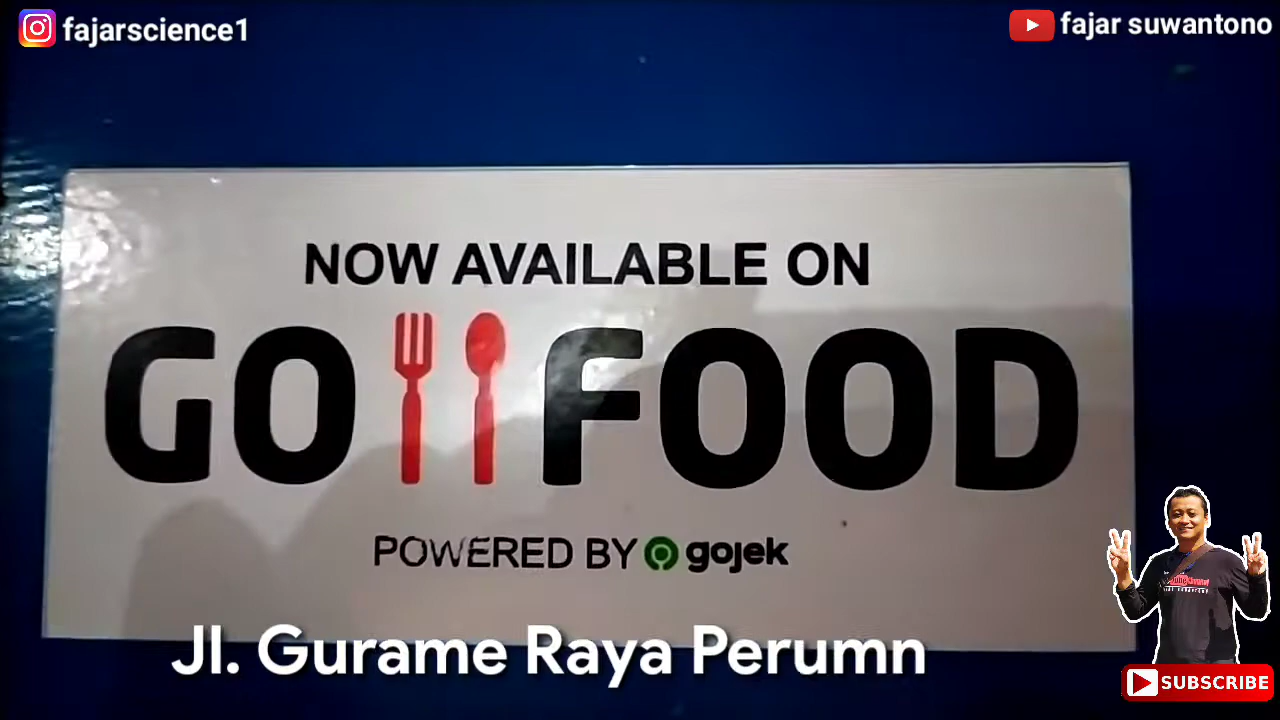 fajarscience1
fajar suwantono
NOW AVAILABLE ON
GO FOOD
POWERED BY gojek
Jl. Gurame Raya Perumn
SUBSCRIBE